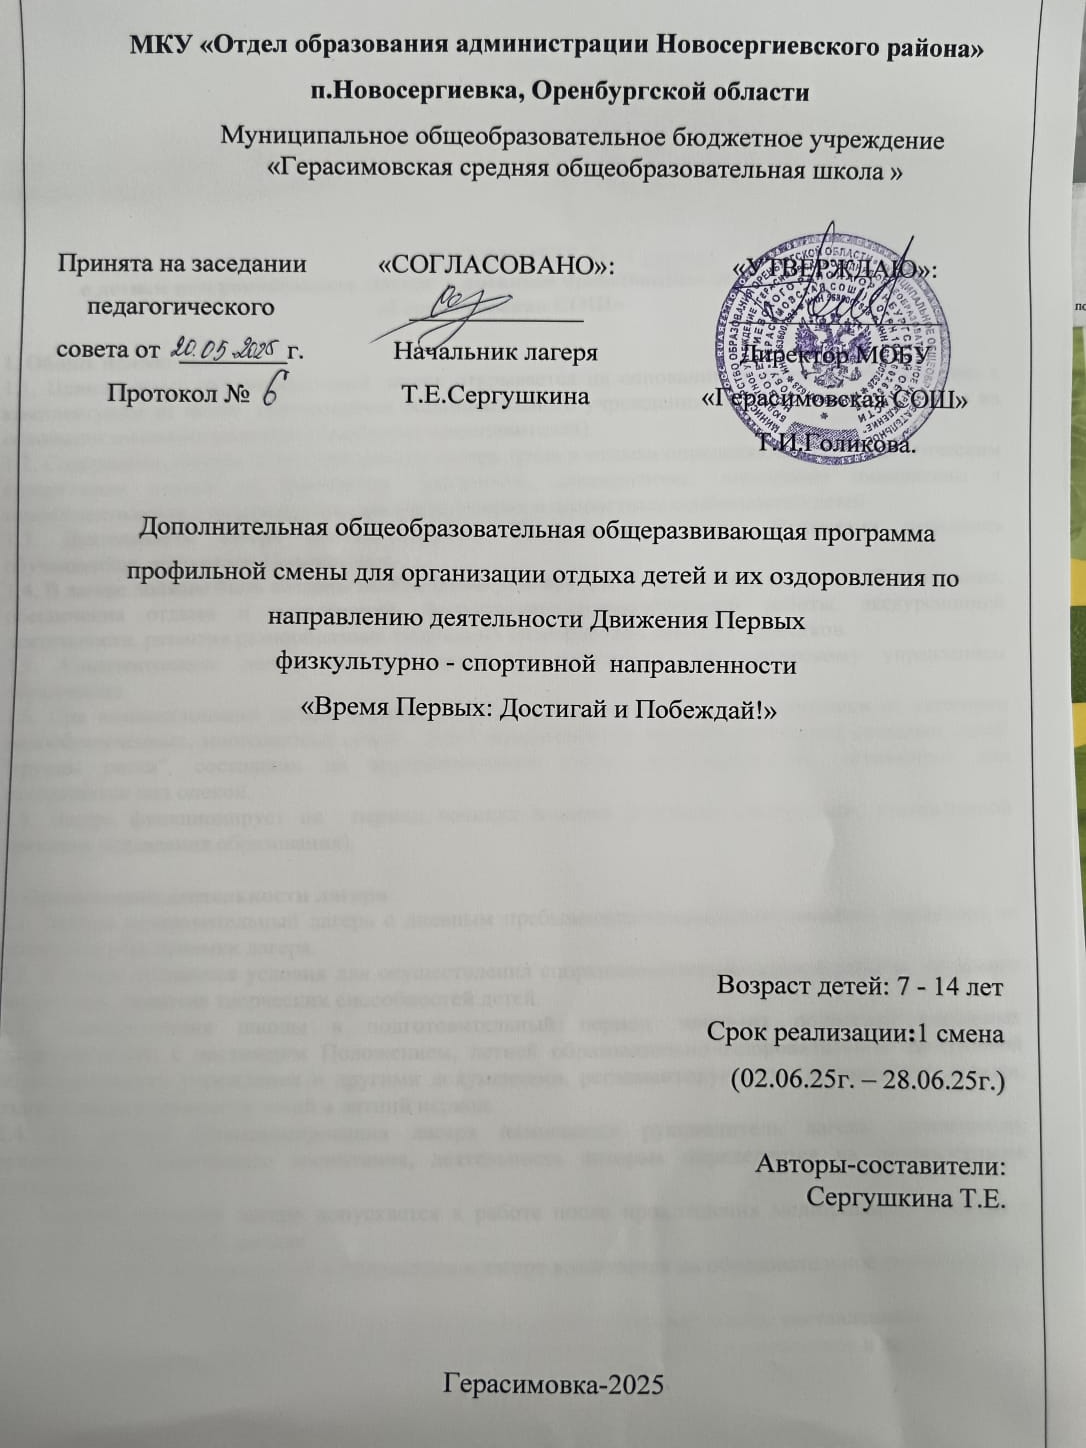 МКУ «Отдел образования администрации Новосергиевского района»
п.Новосергиевка, Оренбургской области
Муниципальное общеобразовательное бюджетное учреждение
«Герасимовская средняя общеобразовательная школа »
Принята на заседании
педагогического
совета от 20.05.2025 г.
Протокол № 6
«СОГЛАСОВАНО»:
Начальник лагеря
Т.Е.Сергушкина
«УТВЕРЖДАЮ»:
Директор МОБУ
«Герасимовская СОШ»
Т.И.Голикова.
Дополнительная общеобразовательная общеразвивающая программа
профильной смены для организации отдыха детей и их оздоровления по
направлению деятельности Движения Первых
физкультурно - спортивной направленности
«Время Первых: Достигай и Побеждай!»
Возраст детей: 7 - 14 лет
Срок реализации:1 смена
(02.06.25г. – 28.06.25г.)
Авторы-составители:
Сергушкина Т.Е.
Герасимовка-2025